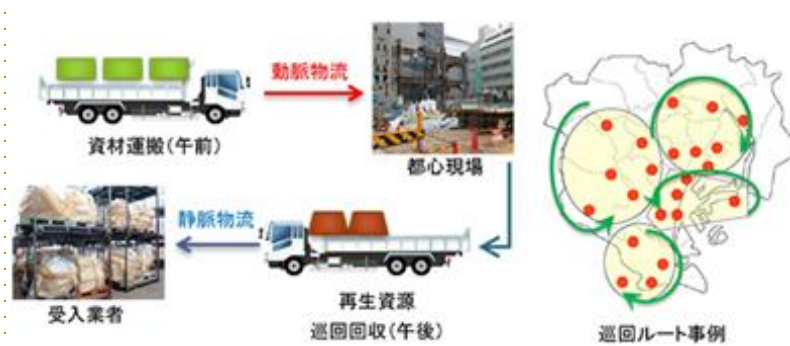 動脈物流
資材運搬(午前)
都心現場
静脈物流
受入業者
再生資源
巡回回収(午後)
巡回ルート事例